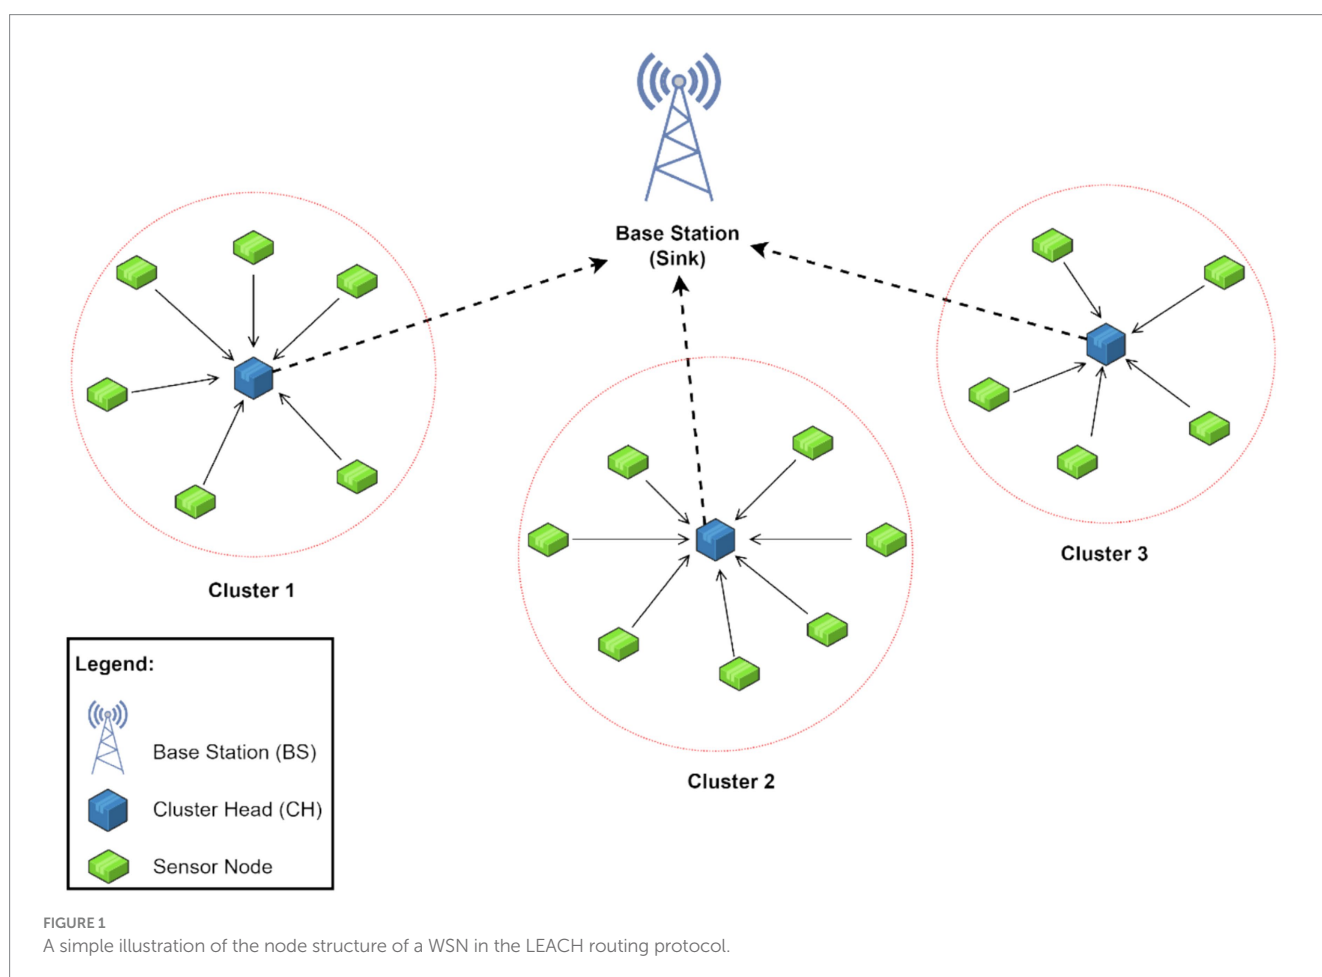 Base Station
(Sink)
Cluster 1
Cluster 2
Cluster 3
Legend:
Base Station (BS)
Cluster Head (CH)
Sensor Node
FIGURE 1
A simple illustration of the node structure of a WSN in the LEACH routing protocol.